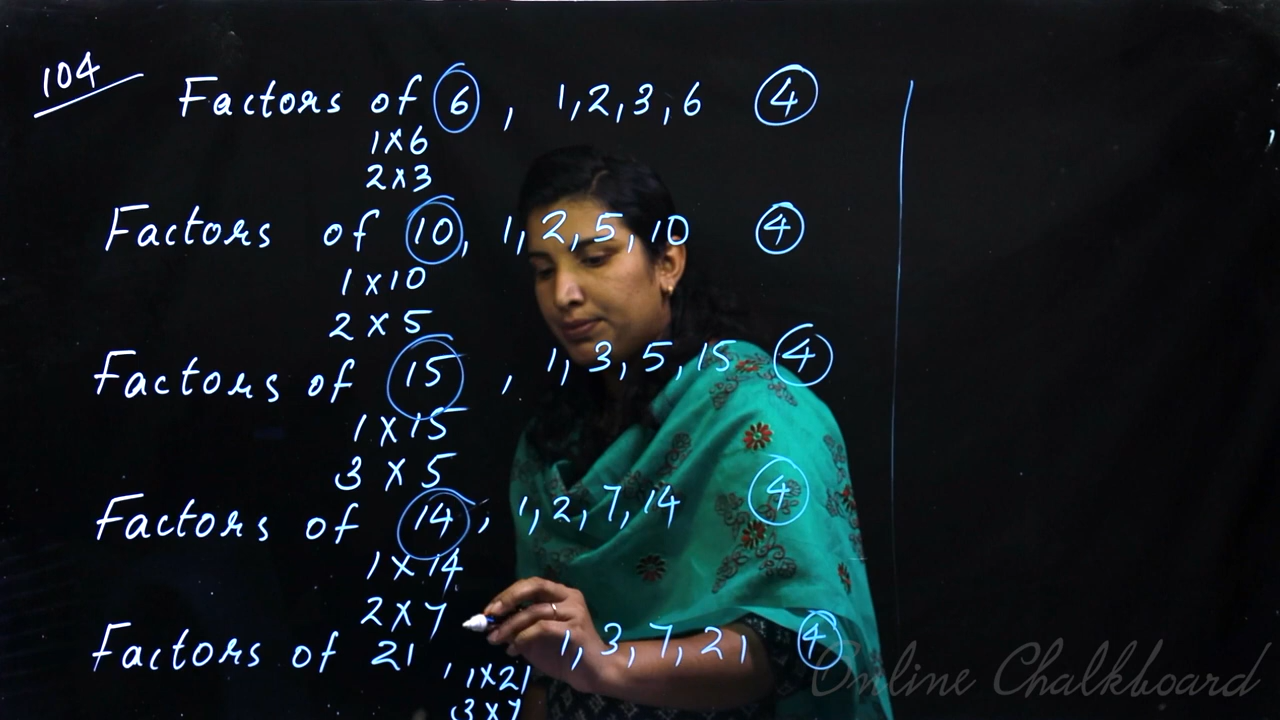 104
Factors of 6, 1,2,3,6 4
1×6
2×3
Factors of 10, 1,2,5,10 4
1×10
2×5
Factors of 15, 1,3,5,15 4
1×15
3×5
Factors of 14, 1,2,7,14 4
1×14
2×7
Factors of 21, 1,3,7,21 4
1×21
3×7
Online Chalkboard